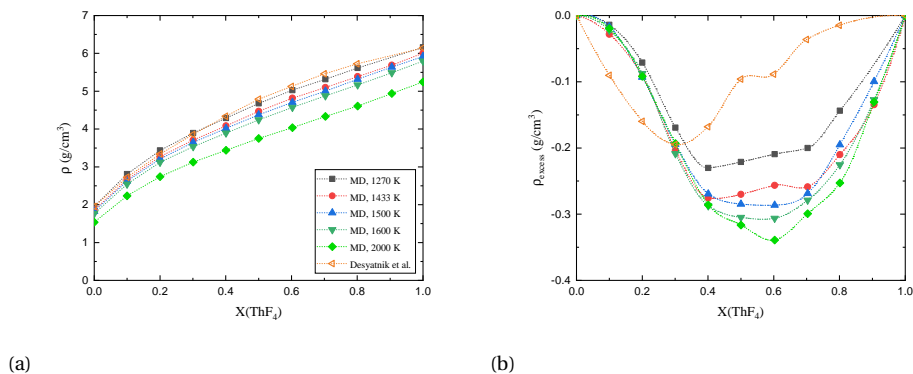 7
6
5
4
3
2
1
0
ρ (g/cm³)
0.0 0.2 0.4 0.6 0.8 1.0
X(ThF₄)
MD, 1270 K
MD, 1433 K
MD, 1500 K
MD, 1600 K
MD, 2000 K
Desyatnik et al.
(a)
0.0
-0.1
-0.2
-0.3
-0.4
ρexcess (g/cm³)
0.0 0.2 0.4 0.6 0.8 1.0
X(ThF₄)
(b)